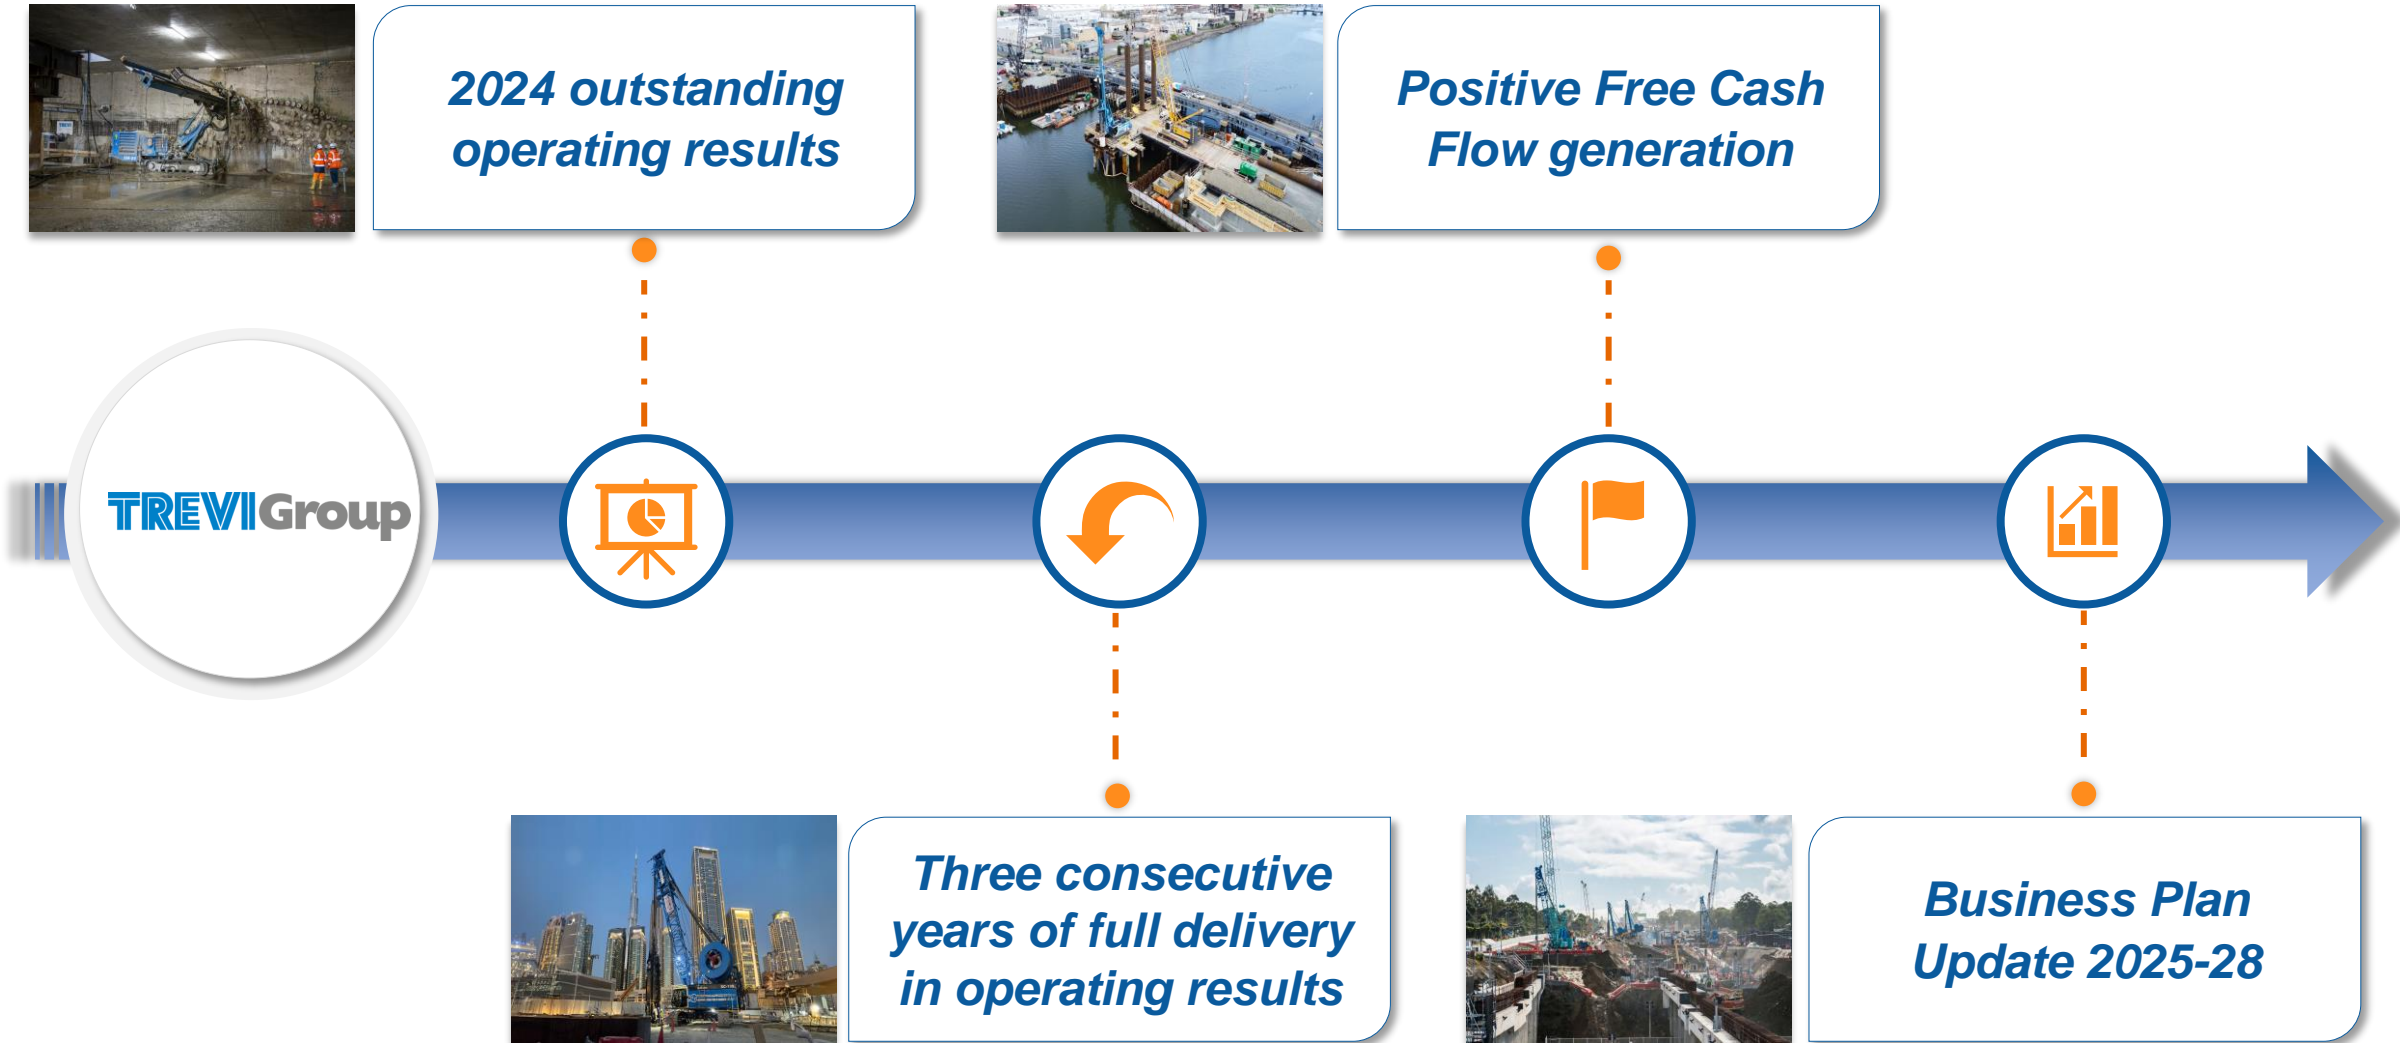 2024 outstanding
operating results
Positive Free Cash
Flow generation
TREVIGroup
Three consecutive
years of full delivery
in operating results
Business Plan
Update 2025-28